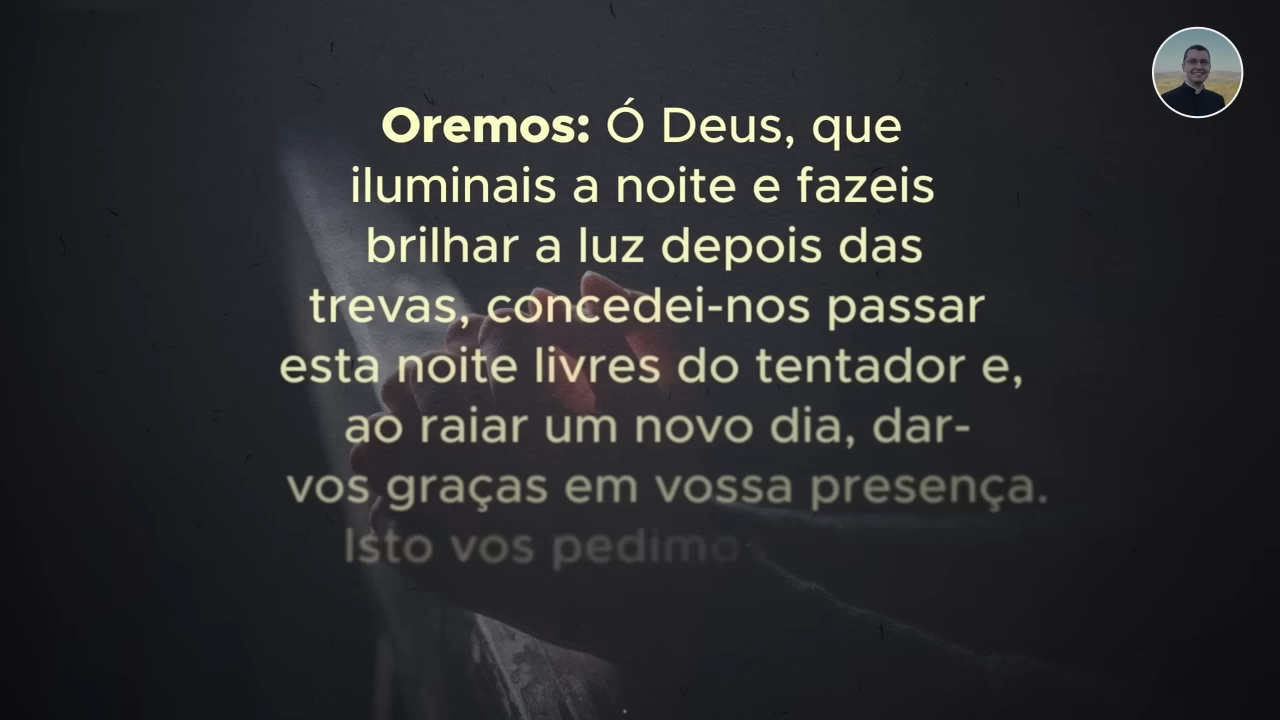 Oremos: Ó Deus, que
iluminais a noite e fazeis
brilhar a luz depois das
trevas, concedei-nos passar
esta noite livres do tentador e,
ao raiar um novo dia, dar-
vos graças em vossa presença.
Isto vos pedimos